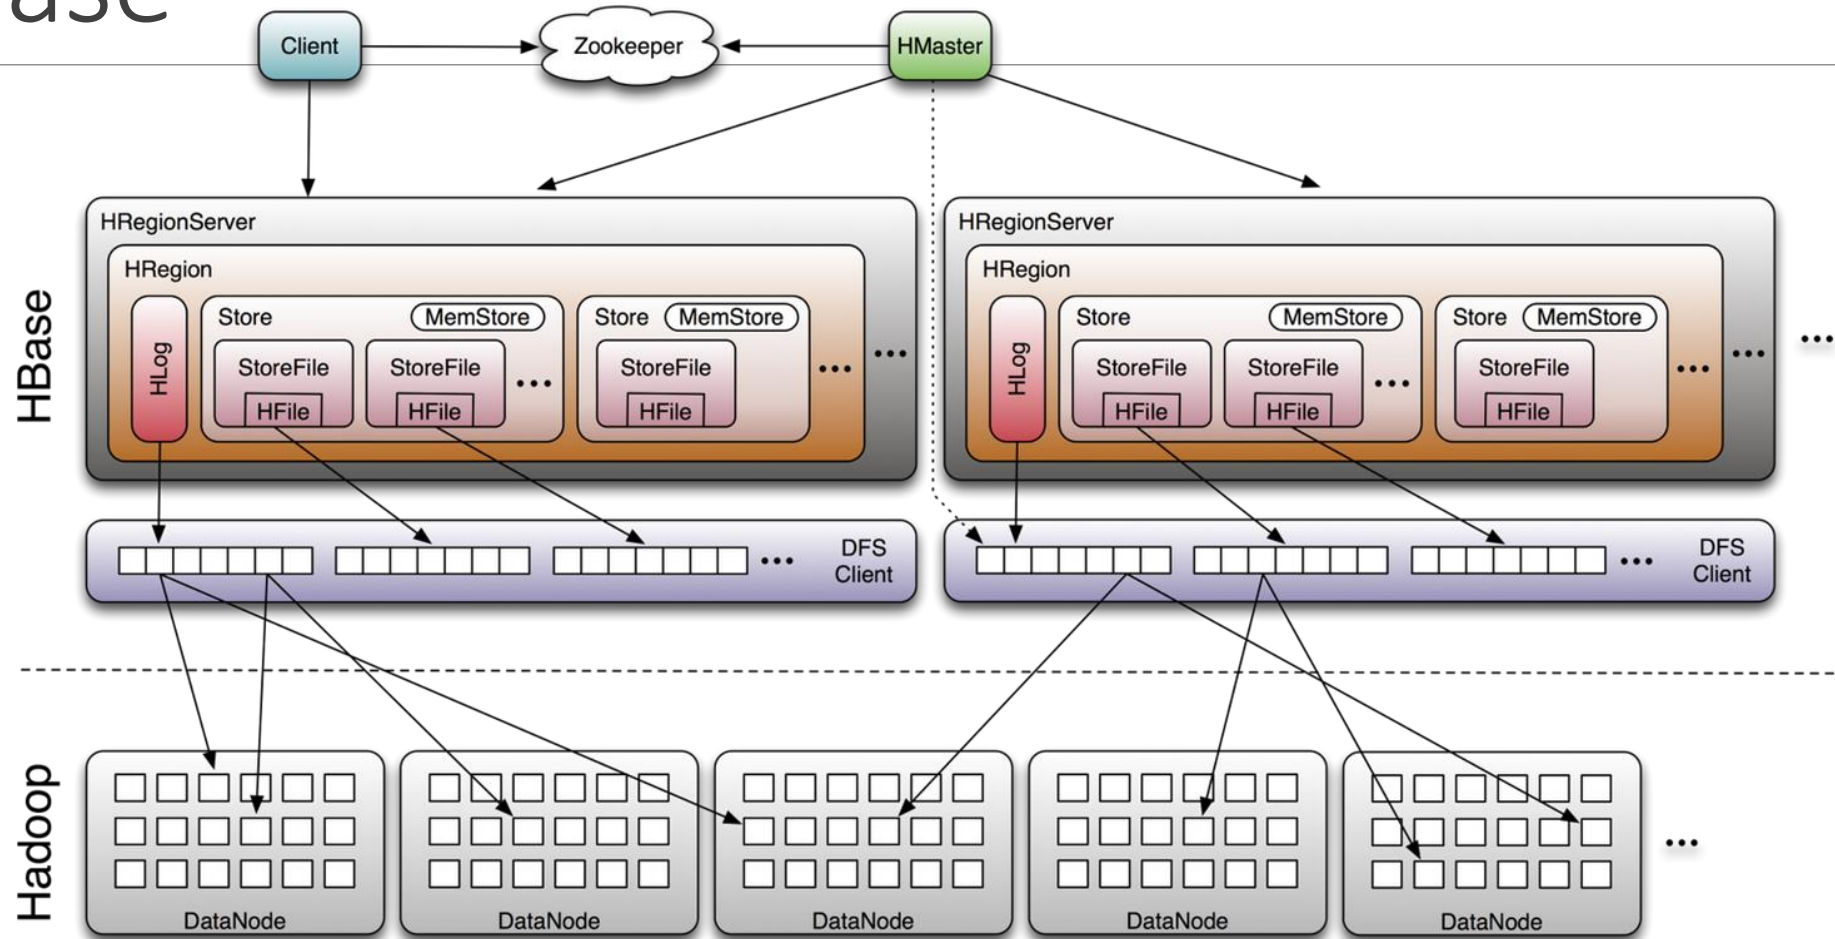 ase
Client
Zookeeper
HMaster
HBase
HRegionServer
HRegion
HLog
Store
MemStore
StoreFile
HFile
StoreFile
HFile
...
Store
MemStore
StoreFile
HFile
...
...
HRegionServer
HRegion
HLog
Store
MemStore
StoreFile
HFile
StoreFile
HFile
...
Store
MemStore
StoreFile
HFile
...
...
...
...
DFS
Client
...
DFS
Client
Hadoop
DataNode
DataNode
DataNode
DataNode
DataNode
...